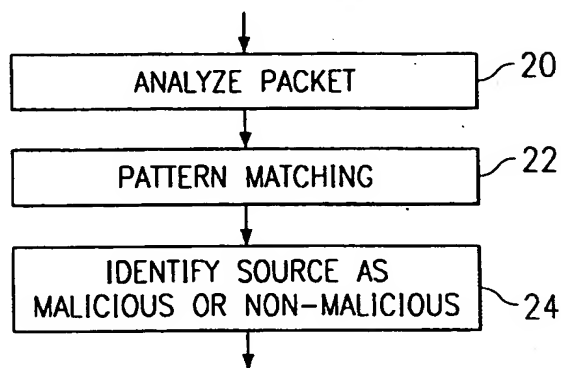 ANALYZE PACKET
20
PATTERN MATCHING
22
IDENTIFY SOURCE AS
MALICIOUS OR NON-MALICIOUS
24